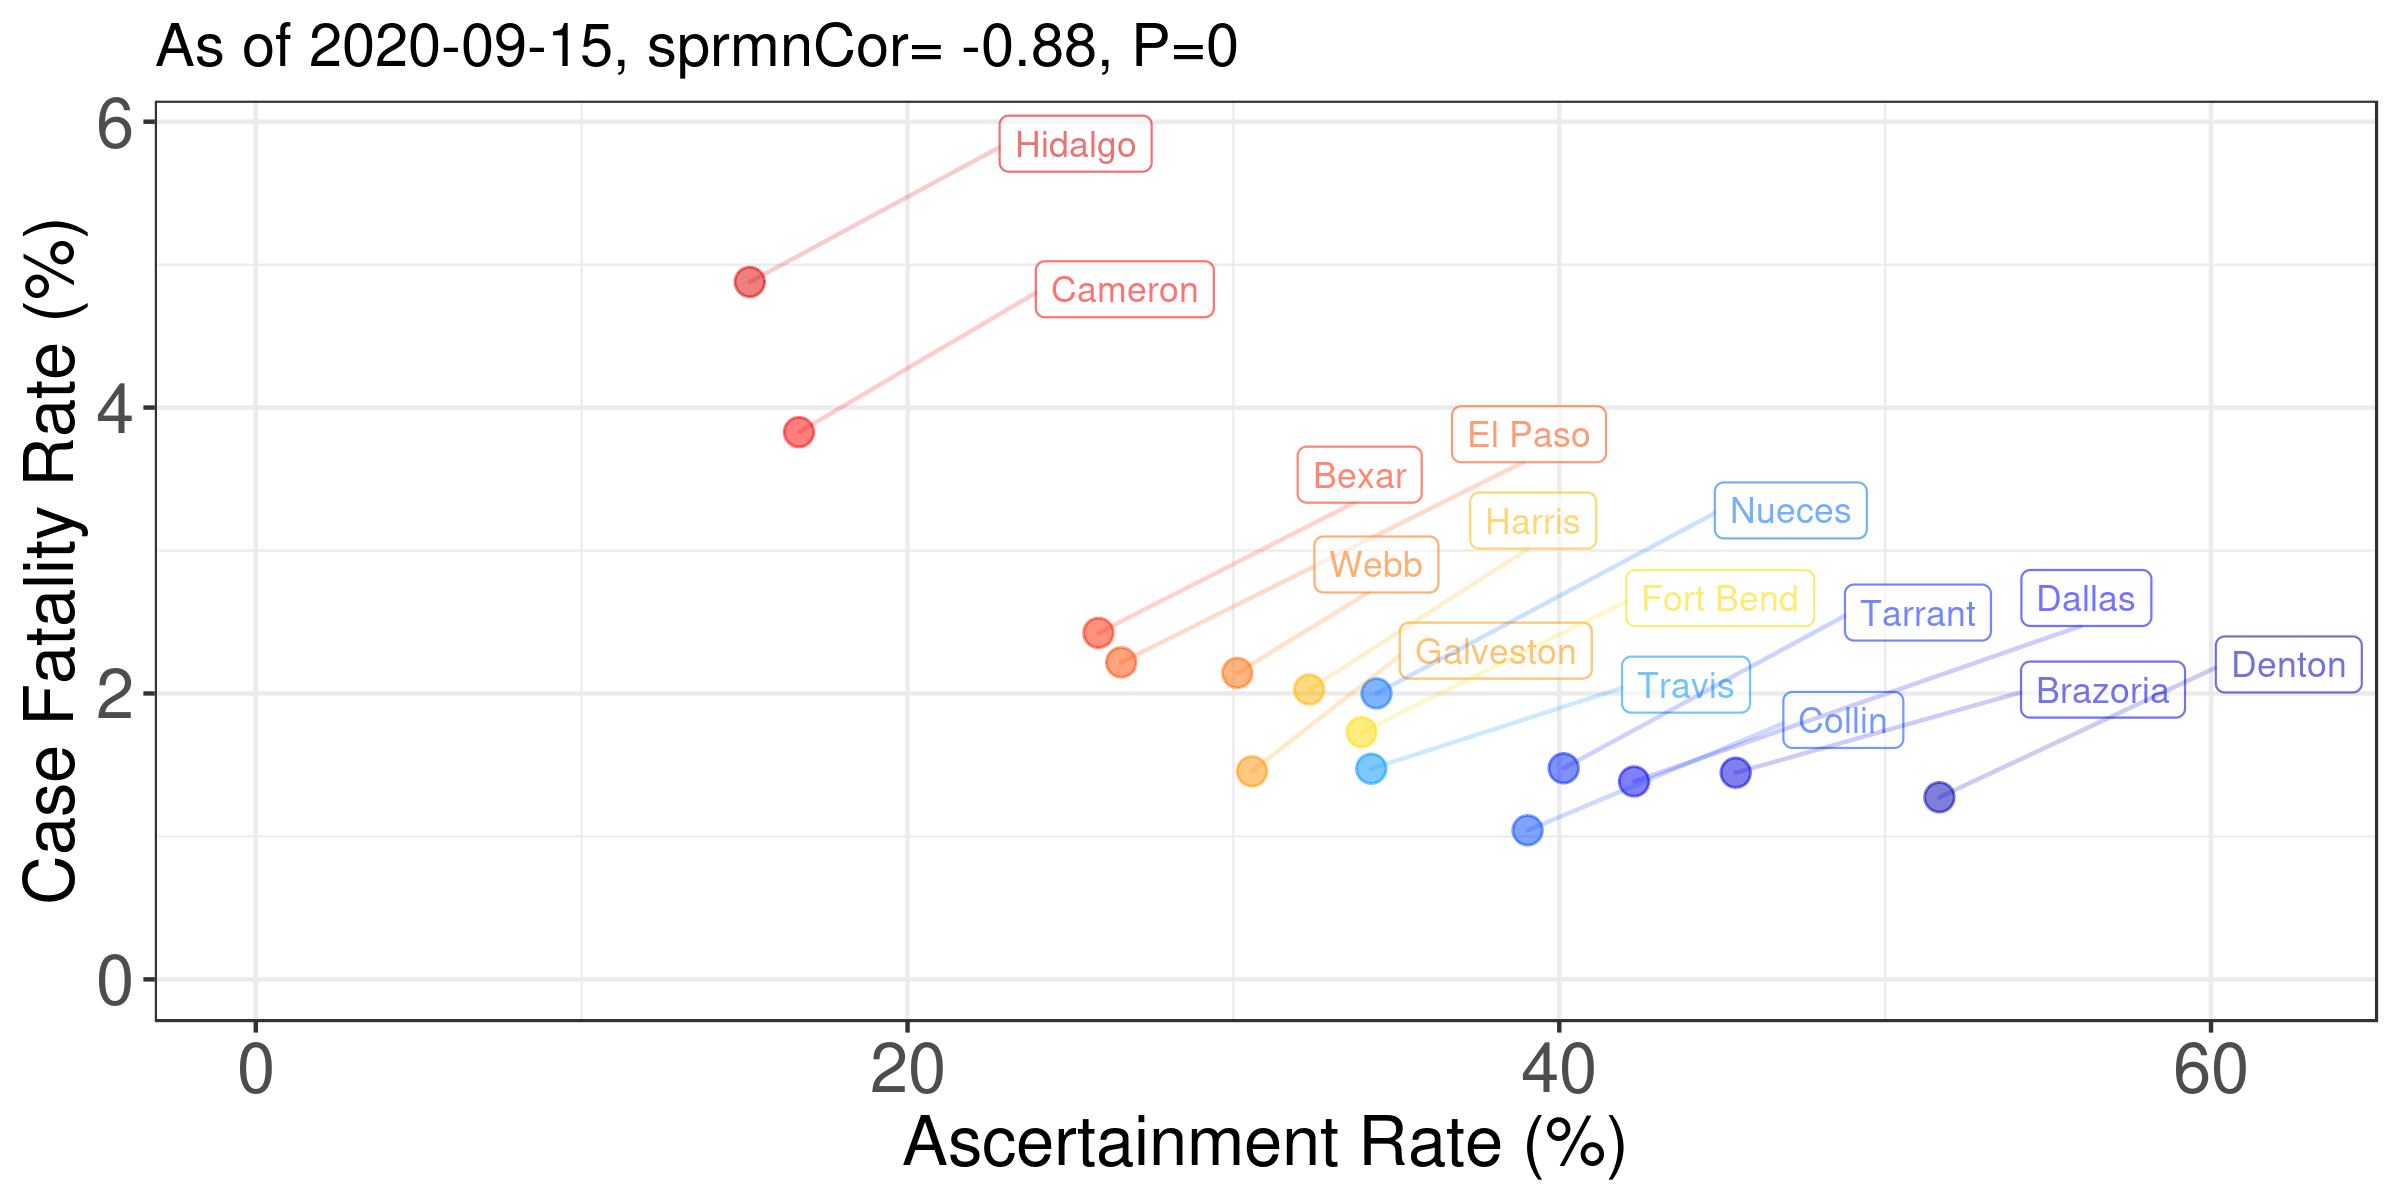 As of 2020-09-15, sprmnCor= -0.88, P=0
Case Fatality Rate (%)
6
4
2
0
Hidalgo
Cameron
El Paso
Bexar
Nueces
Harris
Webb
Fort Bend
Dallas
Tarrant
Galveston
Denton
Travis
Brazoria
Collin
0 20 40 60
Ascertainment Rate (%)